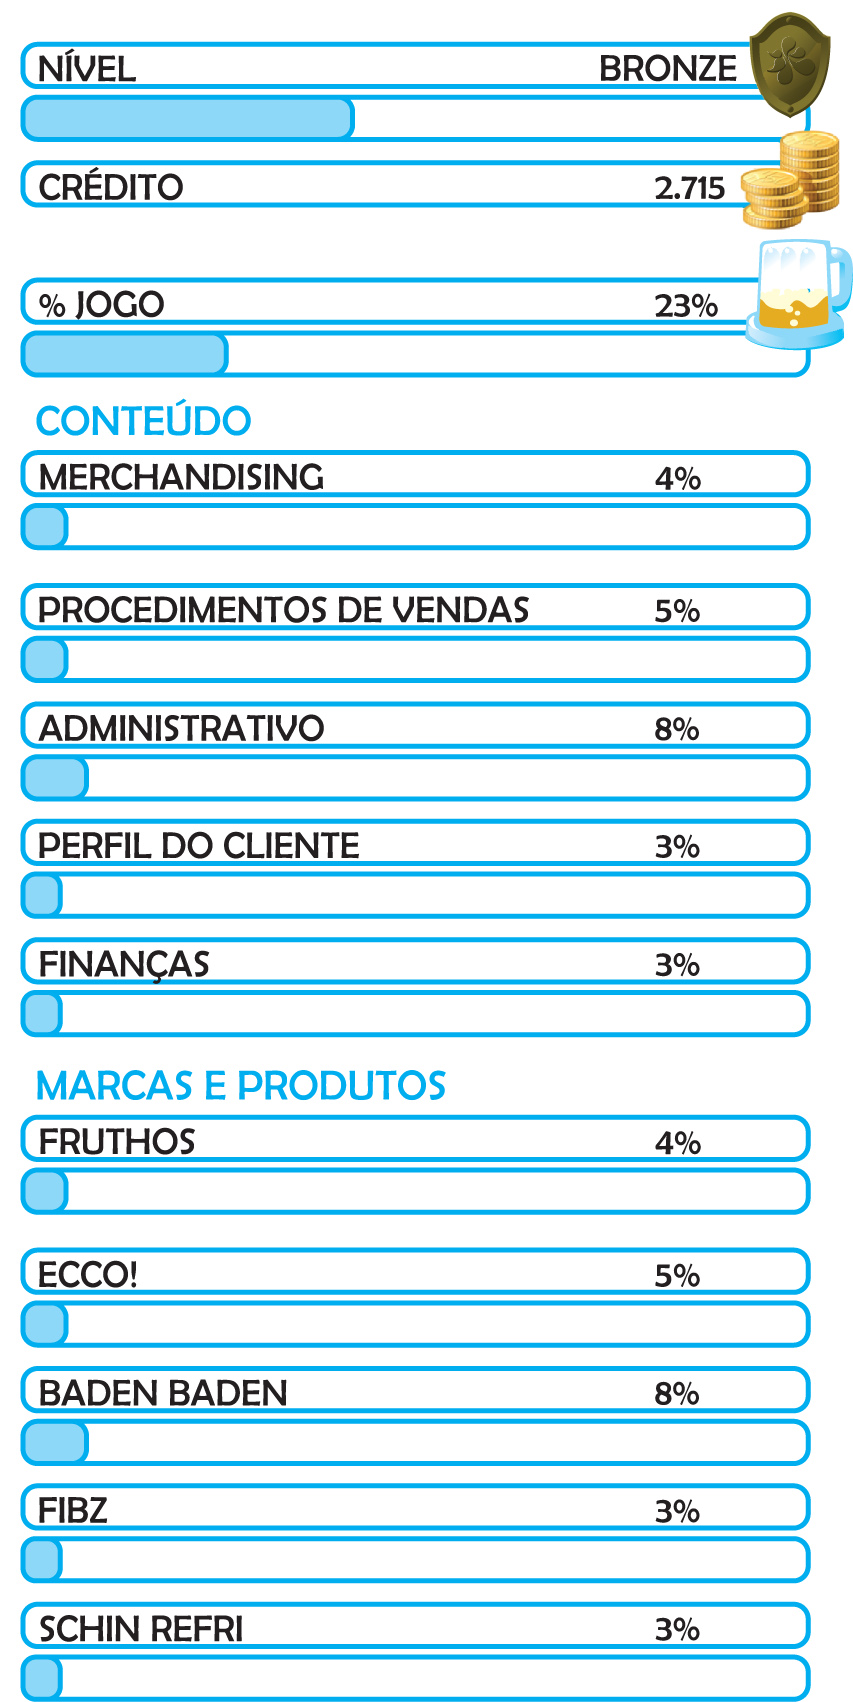 NÍVEL BRONZE
CRÉDITO 2.715
% JOGO 23%
CONTEÚDO
MERCHANDISING 4%
PROCEDIMENTOS DE VENDAS 5%
ADMINISTRATIVO 8%
PERFIL DO CLIENTE 3%
FINANÇAS 3%
MARCAS E PRODUTOS
FRUTHOS 4%
ECCO! 5%
BADEN BADEN 8%
FIBZ 3%
SCHIN REFRI 3%